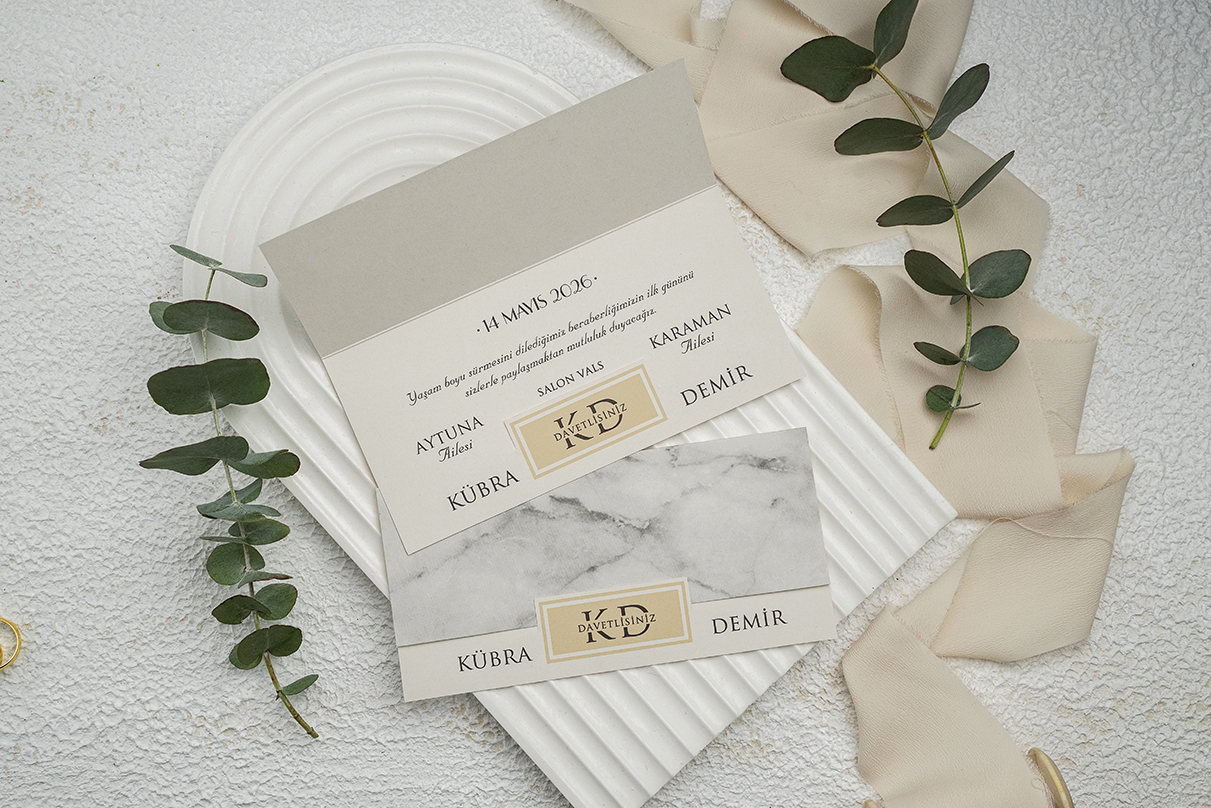 · 14 MAYIS 2026 ·
Yaşam boyu sürmesini dilediğimiz beraberliğimizin ilk gününü
sizlerle paylaşmaktan mutluluk duyacağız.
AYTUNA
Ailesi
SALON VALS
KARAMAN
Ailesi
KÜBRA
KD
DAVETLİSİNİZ
DEMİR
KÜBRA
KD
DAVETLİSİNİZ
DEMİR